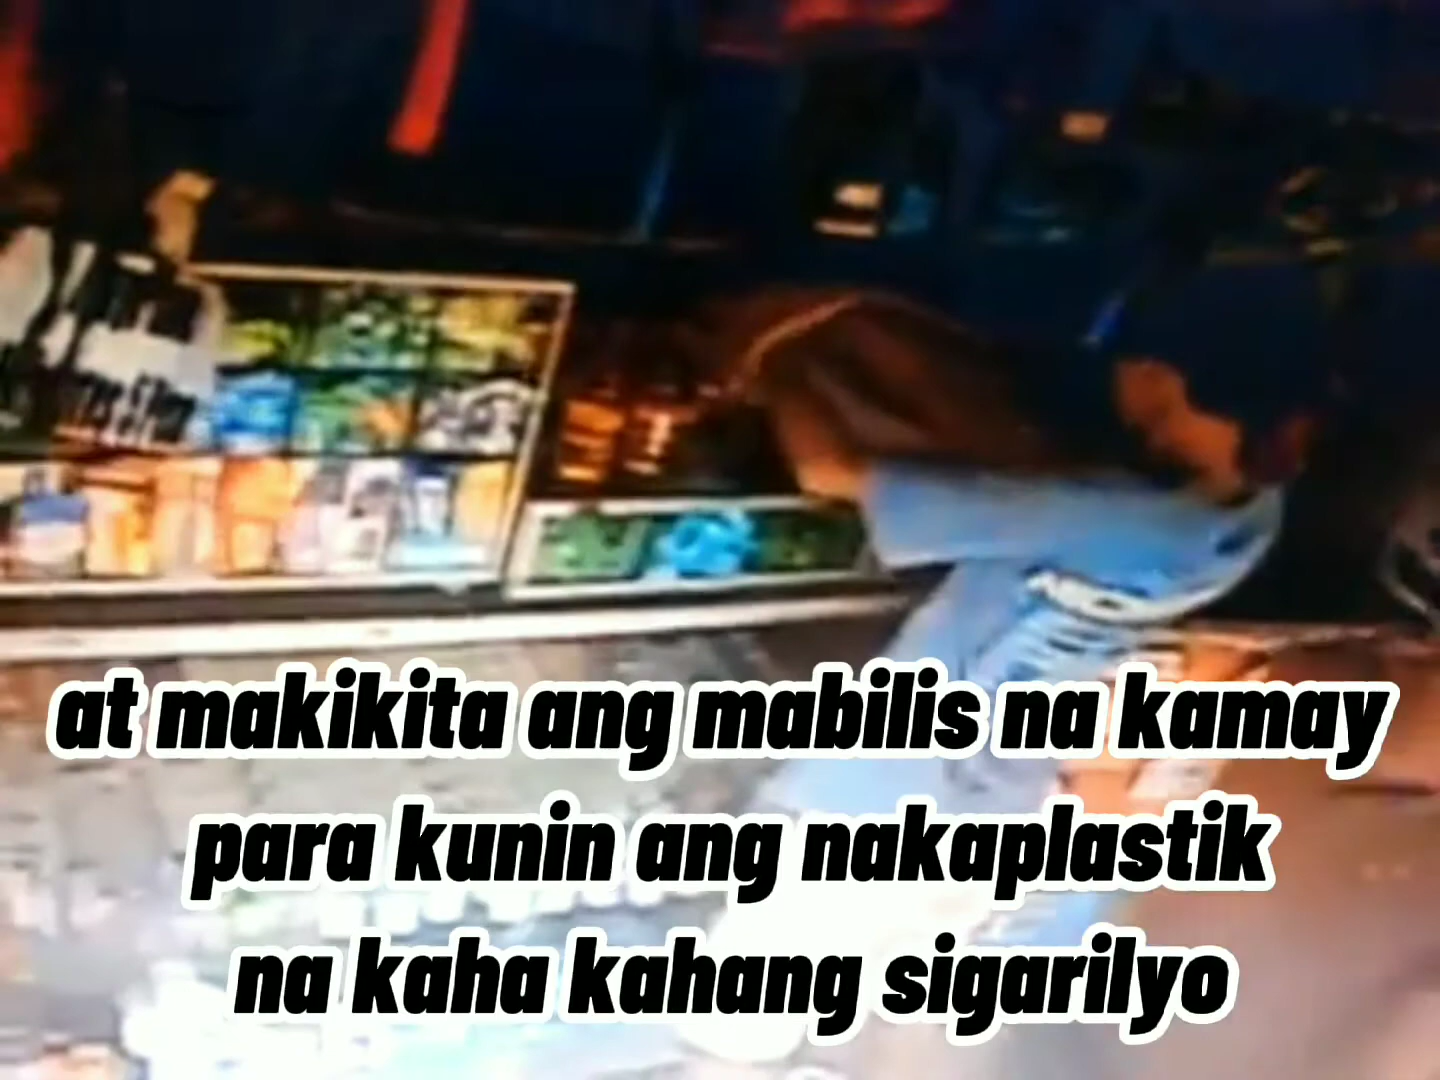 at makikita ang mabilis na kamay
para kunin ang nakaplastik
na kaha kahang sigarilyo